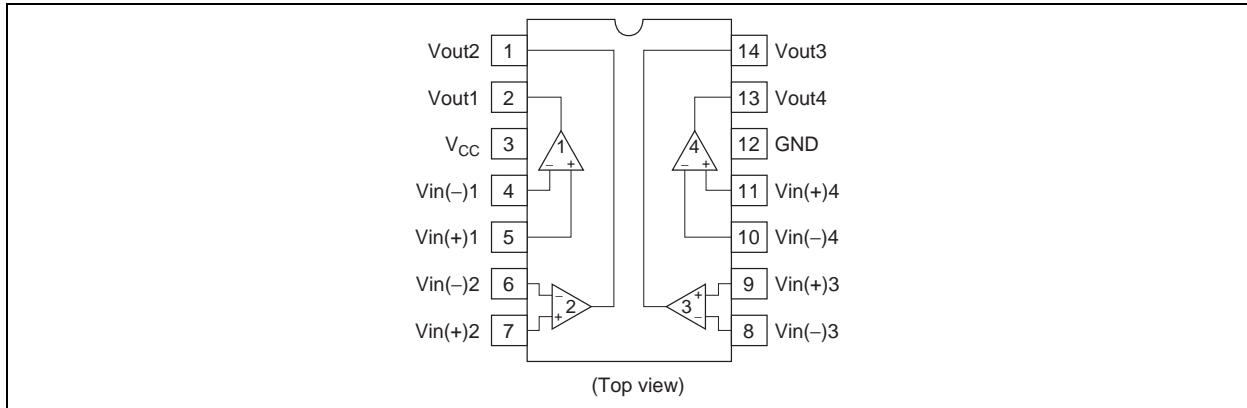 Vout2 1 14 Vout3
Vout1 2 13 Vout4
VCC 3 1 4 12 GND
− + − +
Vin(−)1 4 11 Vin(+)4
Vin(+)1 5 10 Vin(−)4
Vin(−)2 6 − + 9 Vin(+)3
2 3
Vin(+)2 7 + − 8 Vin(−)3
(Top view)